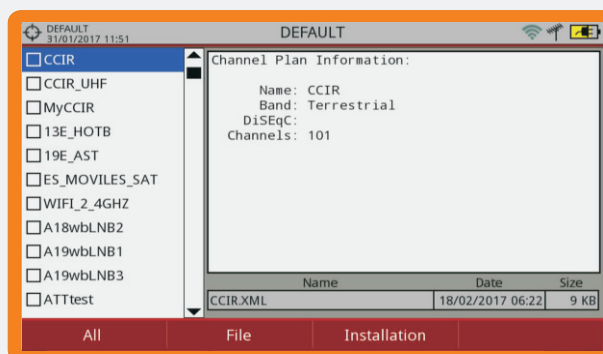 DEFAULT
31/01/2017 11:51
DEFAULT
CCIR
CCIR_UHF
MyCCIR
13E_HOTB
19E_AST
ES_MOVILES_SAT
WIFI_2_4GHZ
A18wbLNB2
A19wbLNB1
A19wbLNB3
ATTtest
Channel Plan Information:
Name: CCIR
Band: Terrestrial
DiSEqC:
Channels: 101
Name Date Size
CCIR.XML 18/02/2017 06:22 9 KB
All File Installation